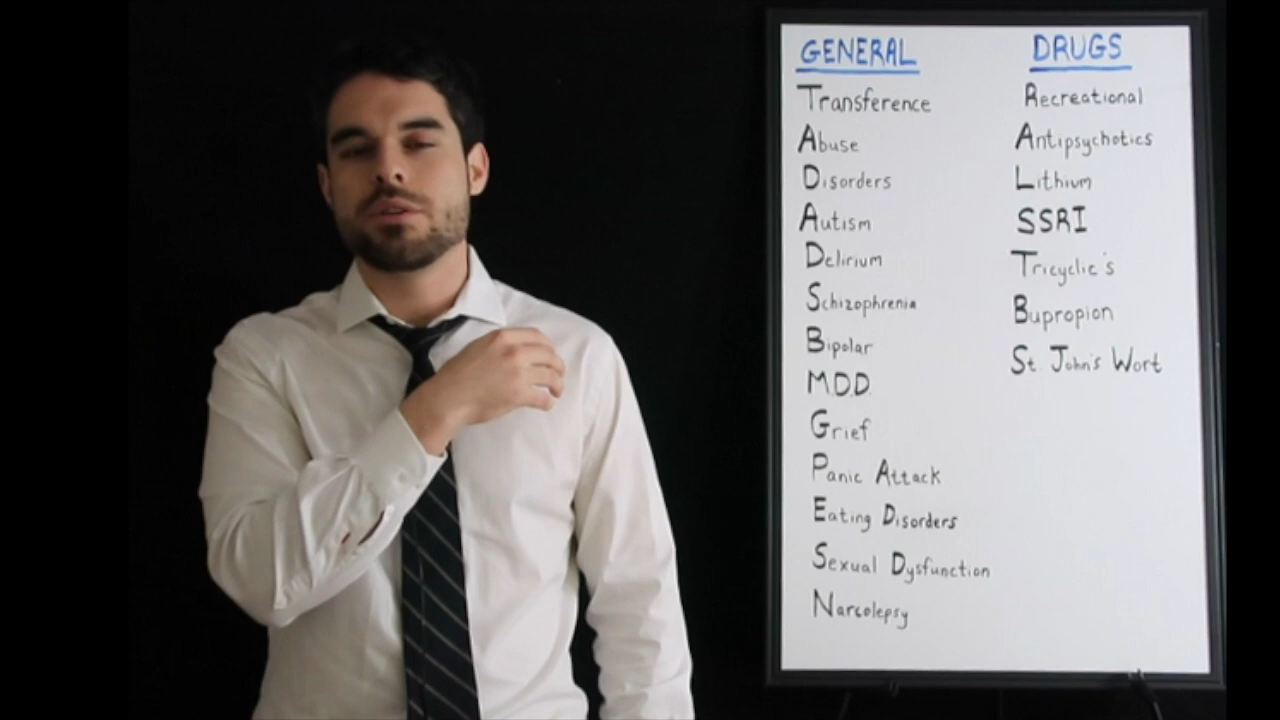 GENERAL
Transference
Abuse
Disorders
Autism
Delirium
Schizophrenia
Bipolar
M.D.D.
Grief
Panic Attack
Eating Disorders
Sexual Dysfunction
Narcolepsy
DRUGS
Recreational
Antipsychotics
Lithium
SSRI
Tricyclic's
Bupropion
St. John's Wort